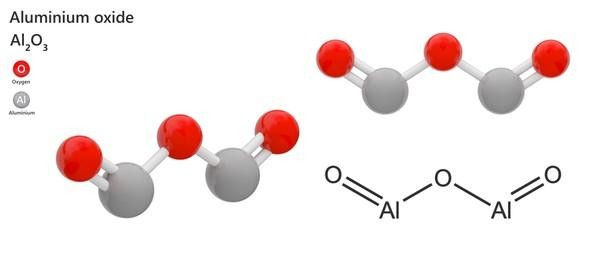 Aluminium oxide
Al₂O₃
O
Oxygen
Al
Aluminium
O O O
Al Al